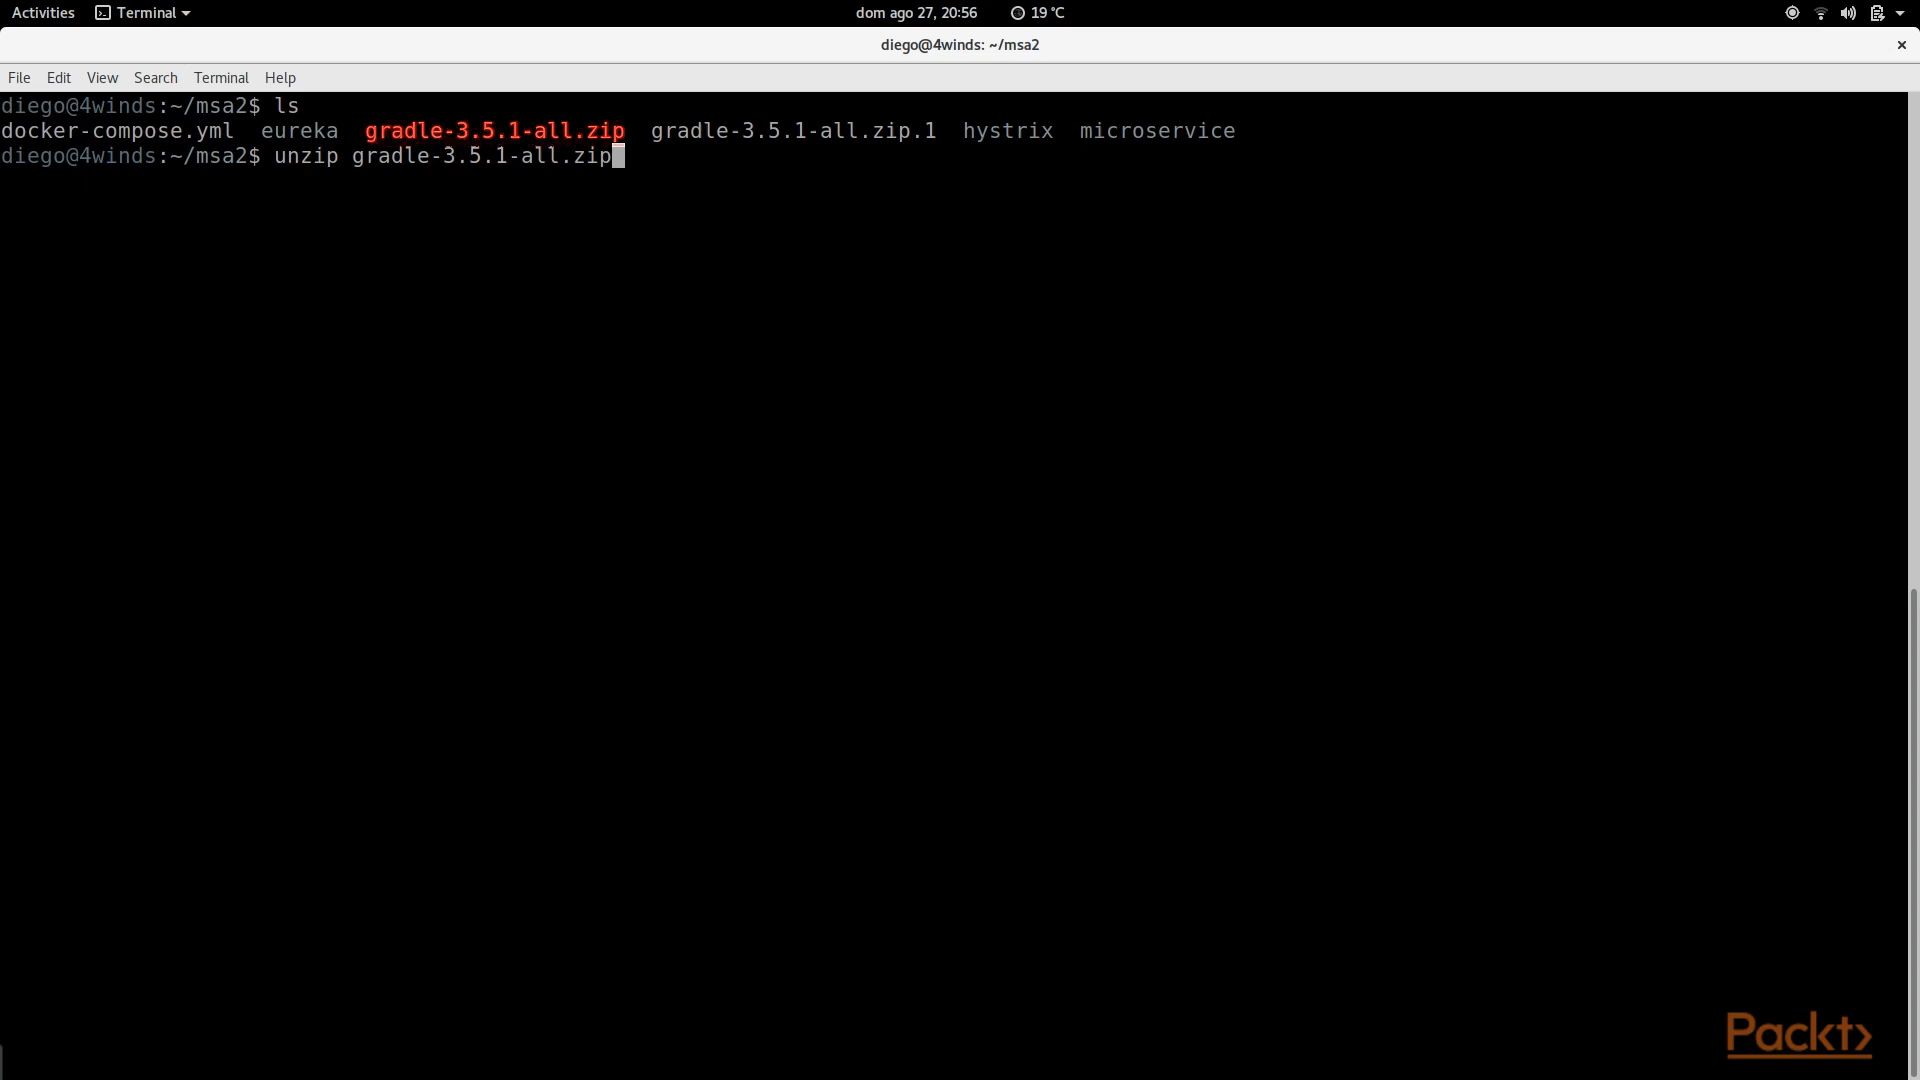 Activities Terminal dom ago 27, 20:56 19 °C
diego@4winds: ~/msa2
File Edit View Search Terminal Help
diego@4winds:~/msa2$ ls
docker-compose.yml eureka gradle-3.5.1-all.zip gradle-3.5.1-all.zip.1 hystrix microservice
diego@4winds:~/msa2$ unzip gradle-3.5.1-all.zip
Packt>